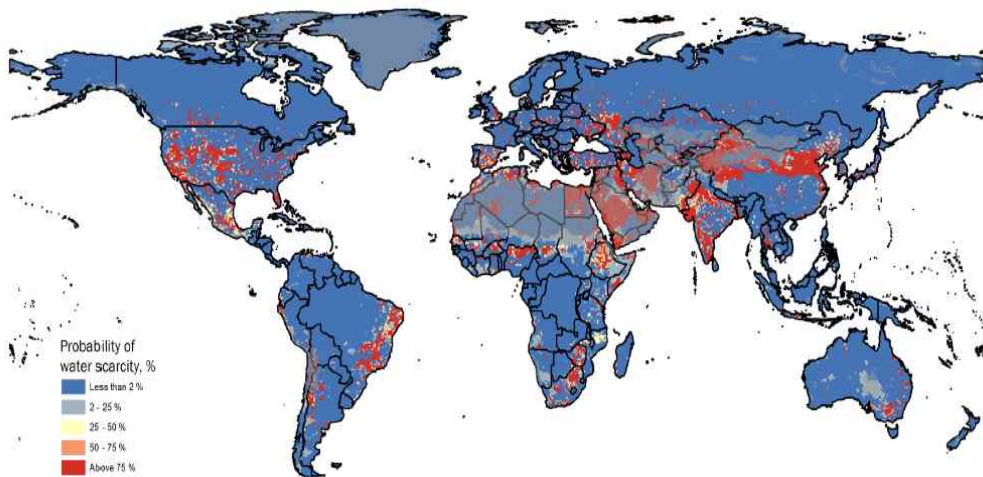 Probability of
water scarcity, %
Less than 2 %
2 - 25 %
25 - 50 %
50 - 75 %
Above 75 %